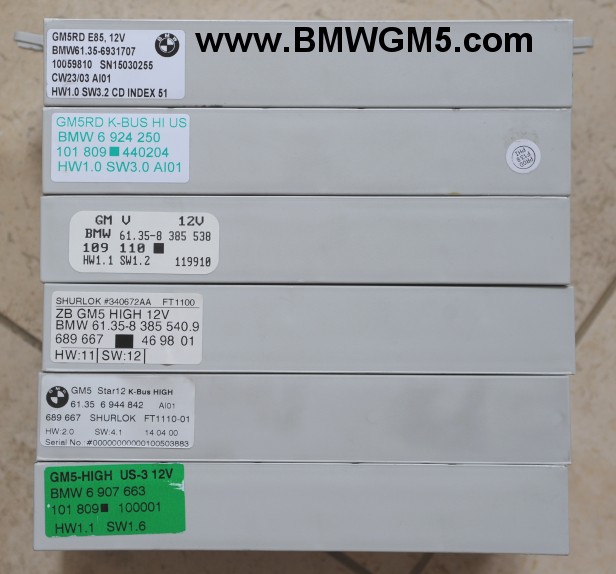 www.BMWGM5.com
GM5RD E85, 12V
BMW61.35-6931707
10059810 SN15030255
CW23/03 AI01
HW1.0 SW3.2 CD INDEX 51
GM5RD K-BUS HI US
BMW 6 924 250
101 809 ■ 440204
HW1.0 SW3.0 AI01
GM V 12V
BMW 61.35-8 385 538
109 110 ■
HW1.1 SW1.2 119910
SHURLOK #340672AA FT1100
ZB GM5 HIGH 12V
BMW 61.35-8 385 540.9
689 667 ■ 46 98 01
HW:11 SW:12
GM5 Star12 K-Bus HIGH
61.35 6 944 842 AI01
689 667 SHURLOK FT1110-01
HW:2.0 SW:4.1 14 04 00
Serial No :#00000000000100503883
GM5-HIGH US-3 12V
BMW 6 907 663
101 809 ■ 100001
HW1.1 SW1.6